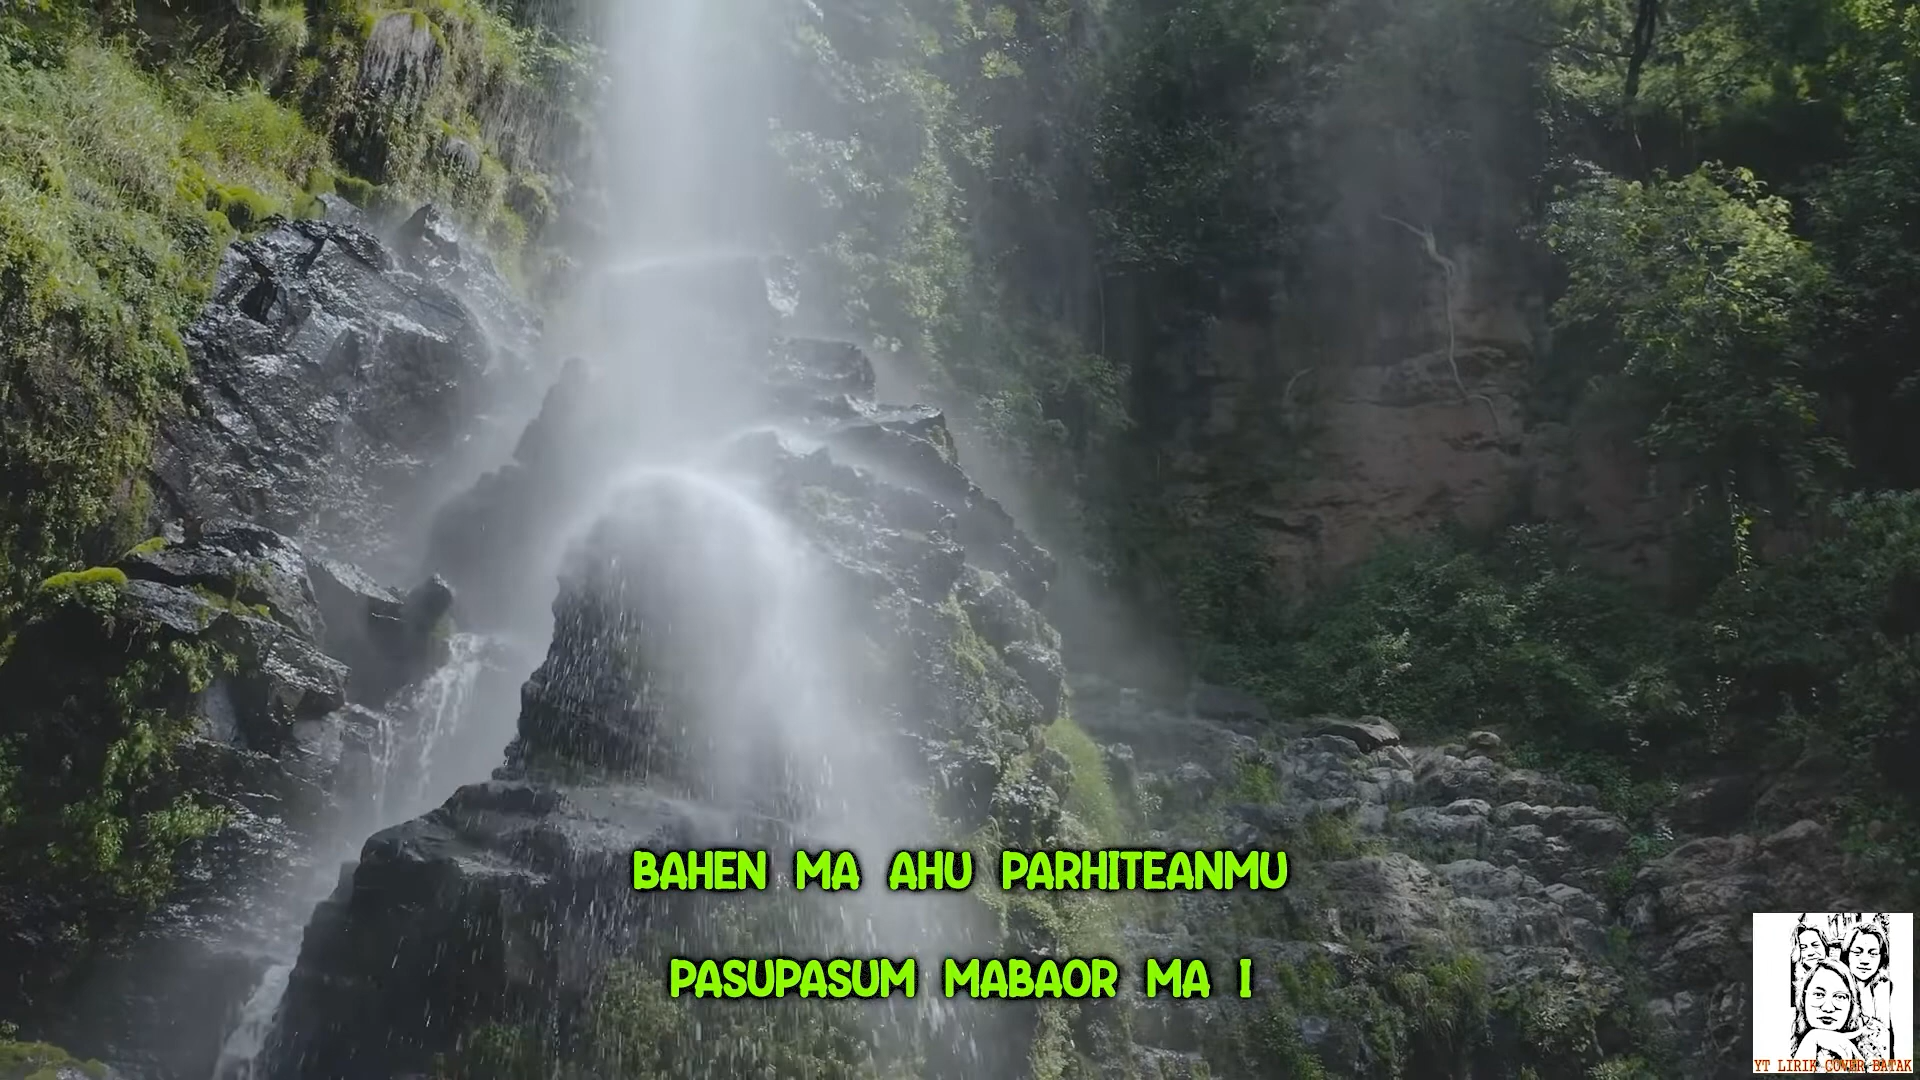 BAHEN MA AHU PARHITEANMU
PASUPASUM MABAOR MA I
YT LIRIK COVER BATAK